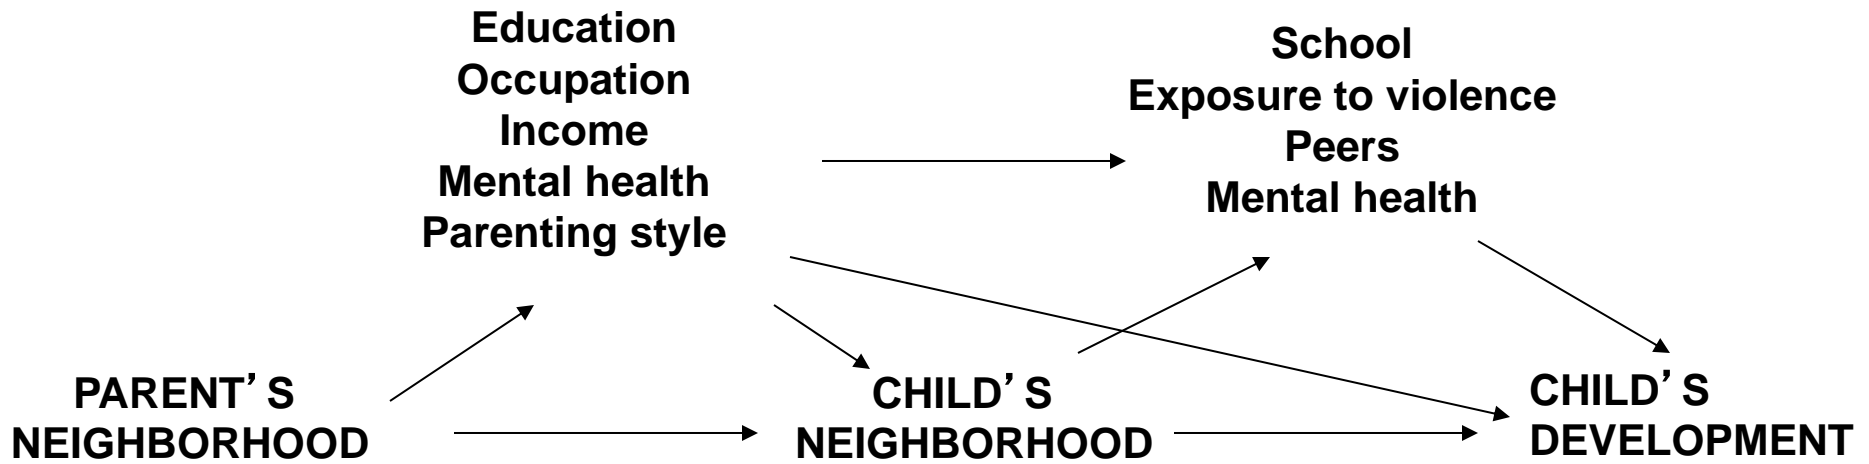 Education
Occupation
Income
Mental health
Parenting style
School
Exposure to violence
Peers
Mental health
PARENT’S
NEIGHBORHOOD
CHILD’S
NEIGHBORHOOD
CHILD’S
DEVELOPMENT